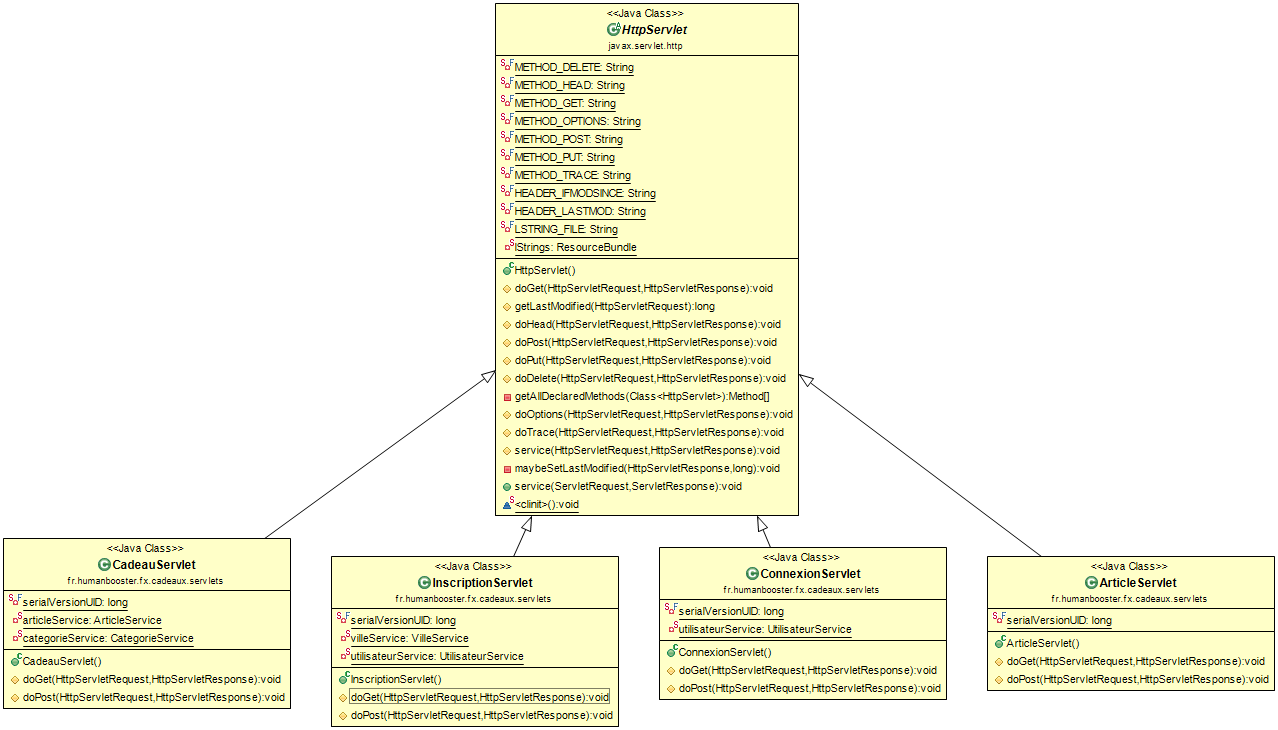 <<Java Class>>
HttpServlet
javax.servlet.http
METHOD_DELETE: String
METHOD_HEAD: String
METHOD_GET: String
METHOD_OPTIONS: String
METHOD_POST: String
METHOD_PUT: String
METHOD_TRACE: String
HEADER_IFMODSINCE: String
HEADER_LASTMOD: String
LSTRING_FILE: String
lStrings: ResourceBundle
HttpServlet()
doGet(HttpServletRequest,HttpServletResponse):void
getLastModified(HttpServletRequest):long
doHead(HttpServletRequest,HttpServletResponse):void
doPost(HttpServletRequest,HttpServletResponse):void
doPut(HttpServletRequest,HttpServletResponse):void
doDelete(HttpServletRequest,HttpServletResponse):void
getAllDeclaredMethods(Class<HttpServlet>):Method[]
doOptions(HttpServletRequest,HttpServletResponse):void
doTrace(HttpServletRequest,HttpServletResponse):void
service(HttpServletRequest,HttpServletResponse):void
maybeSetLastModified(HttpServletResponse,long):void
service(ServletRequest,ServletResponse):void
<clinit>():void
<<Java Class>>
CadeauServlet
fr.humanbooster.fx.cadeaux.servlets
serialVersionUID: long
articleService: ArticleService
categorieService: CategorieService
CadeauServlet()
doGet(HttpServletRequest,HttpServletResponse):void
doPost(HttpServletRequest,HttpServletResponse):void
<<Java Class>>
InscriptionServlet
fr.humanbooster.fx.cadeaux.servlets
serialVersionUID: long
villeService: VilleService
utilisateurService: UtilisateurService
InscriptionServlet()
doGet(HttpServletRequest,HttpServletResponse):void
doPost(HttpServletRequest,HttpServletResponse):void
<<Java Class>>
ConnexionServlet
fr.humanbooster.fx.cadeaux.servlets
serialVersionUID: long
utilisateurService: UtilisateurService
ConnexionServlet()
doGet(HttpServletRequest,HttpServletResponse):void
doPost(HttpServletRequest,HttpServletResponse):void
<<Java Class>>
ArticleServlet
fr.humanbooster.fx.cadeaux.servlets
serialVersionUID: long
ArticleServlet()
doGet(HttpServletRequest,HttpServletResponse):void
doPost(HttpServletRequest,HttpServletResponse):void